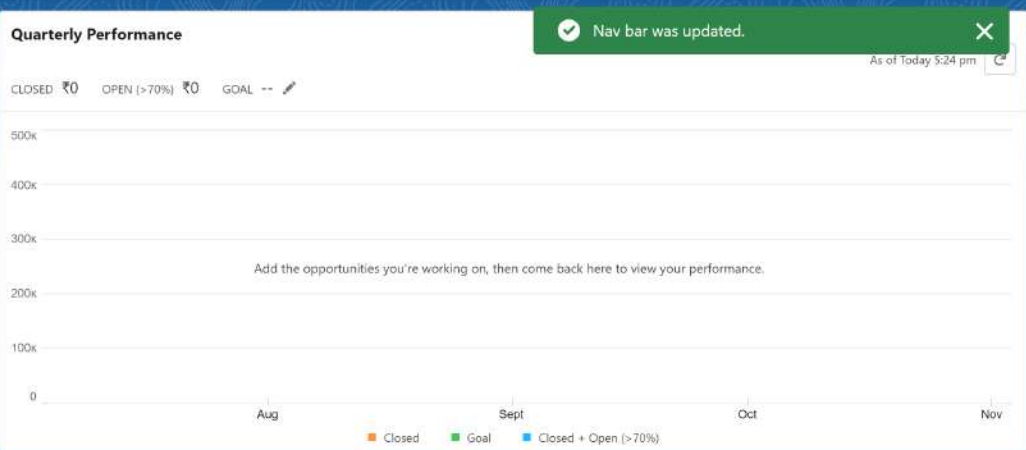 Quarterly Performance
Nav bar was updated.
As of Today 5:24 pm
CLOSED ₹0 OPEN (>70%) ₹0 GOAL --
500K
400K
300K
Add the opportunities you're working on, then come back here to view your performance.
200K
100K
0
Aug Sept Oct Nov
Closed Goal Closed + Open (>70%)